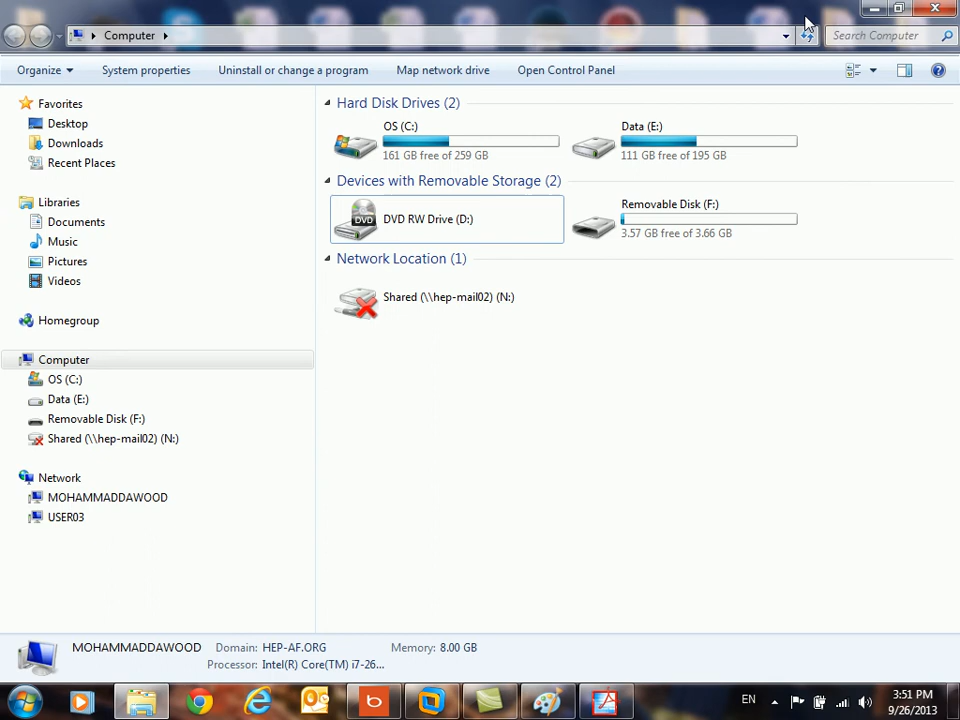 Computer
Search Computer
Organize
System properties
Uninstall or change a program
Map network drive
Open Control Panel
Favorites
Desktop
Downloads
Recent Places
Libraries
Documents
Music
Pictures
Videos
Homegroup
Computer
OS (C:)
Data (E:)
Removable Disk (F:)
Shared (\\hep-mail02) (N:)
Network
MOHAMMADDAWOOD
USER03
Hard Disk Drives (2)
OS (C:)
161 GB free of 259 GB
Data (E:)
111 GB free of 195 GB
Devices with Removable Storage (2)
DVD
DVD RW Drive (D:)
Removable Disk (F:)
3.57 GB free of 3.66 GB
Network Location (1)
Shared (\\hep-mail02) (N:)
MOHAMMADDAWOOD
Domain: HEP-AF.ORG
Memory: 8.00 GB
Processor: Intel(R) Core(TM) i7-26...
EN
3:51 PM
9/26/2013